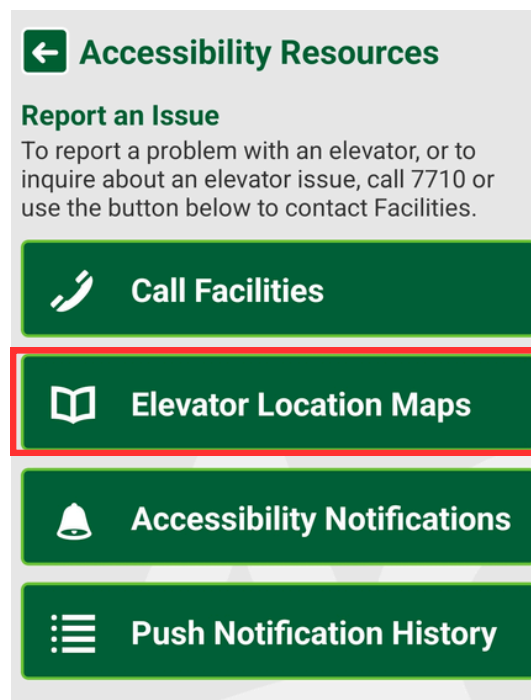 Accessibility Resources
Report an Issue
To report a problem with an elevator, or to
inquire about an elevator issue, call 7710 or
use the button below to contact Facilities.
Call Facilities
Elevator Location Maps
Accessibility Notifications
Push Notification History